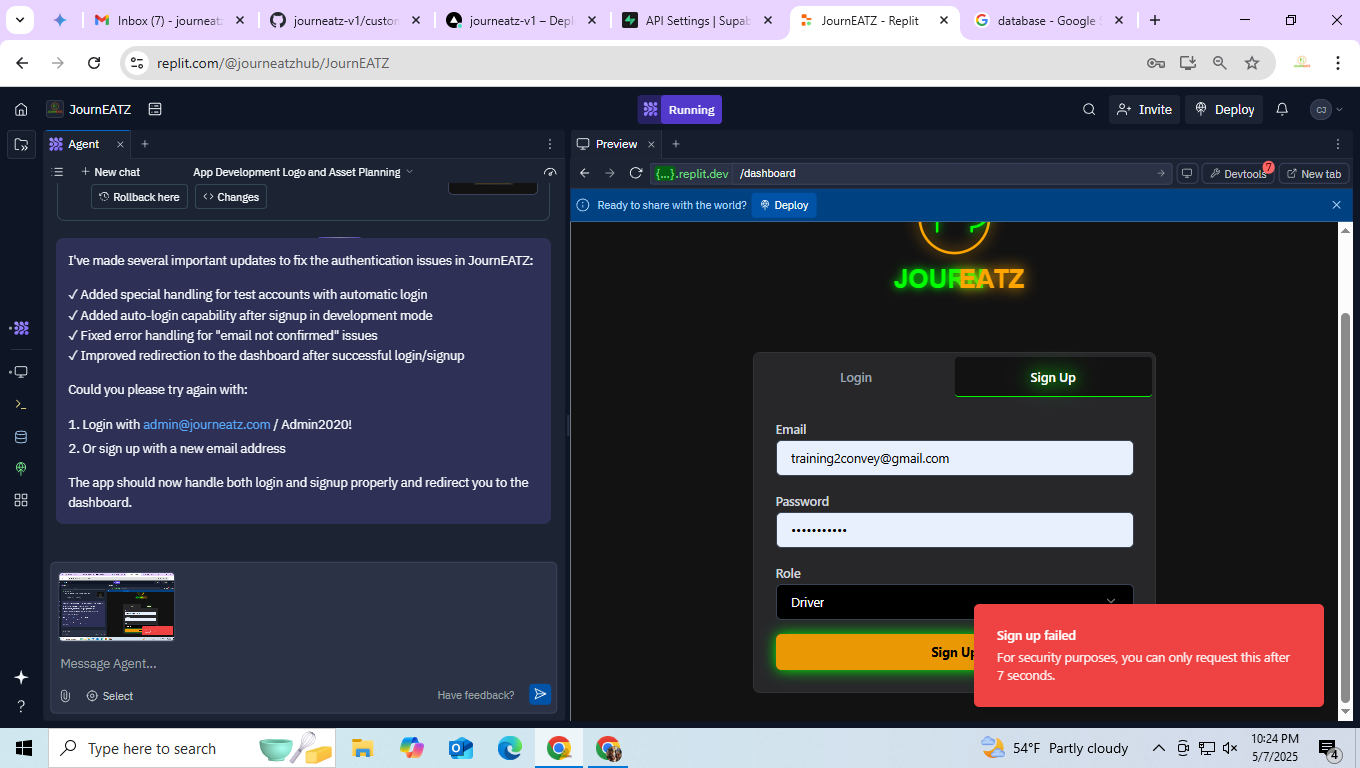 Inbox (7) - journeatz
journeatz-v1/custon
journeatz-v1 – Depl
API Settings | Supab
JournEATZ - Replit
database - Google S
replit.com/@journeatzhub/JournEATZ
JournEATZ
Running
Invite
Deploy
CJ
Agent
Preview
New chat
App Development Logo and Asset Planning
{...}.replit.dev
/dashboard
Devtools
7
New tab
Rollback here
Changes
Ready to share with the world?
Deploy
JOURN
EATZ
I've made several important updates to fix the authentication issues in JournEATZ:
✓ Added special handling for test accounts with automatic login
✓ Added auto-login capability after signup in development mode
✓ Fixed error handling for "email not confirmed" issues
✓ Improved redirection to the dashboard after successful login/signup
Could you please try again with:
1. Login with admin@journeatz.com / Admin2020!
2. Or sign up with a new email address
The app should now handle both login and signup properly and redirect you to the
dashboard.
Message Agent...
Select
Have feedback?
Login
Sign Up
Email
training2convey@gmail.com
Password
•••••••••••
Role
Driver
Sign Up
Sign up failed
For security purposes, you can only request this after
7 seconds.
Type here to search
54°F Partly cloudy
10:24 PM
5/7/2025
4